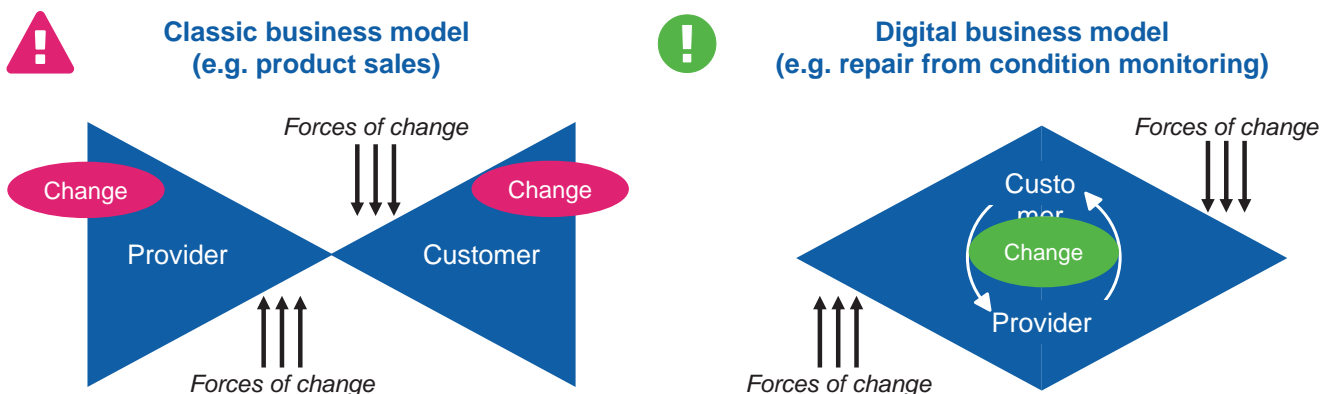 Classic business model
(e.g. product sales)
Forces of change
Change
Change
Provider
Customer
Forces of change
Digital business model
(e.g. repair from condition monitoring)
Forces of change
Custo
mer
Change
Provider
Forces of change